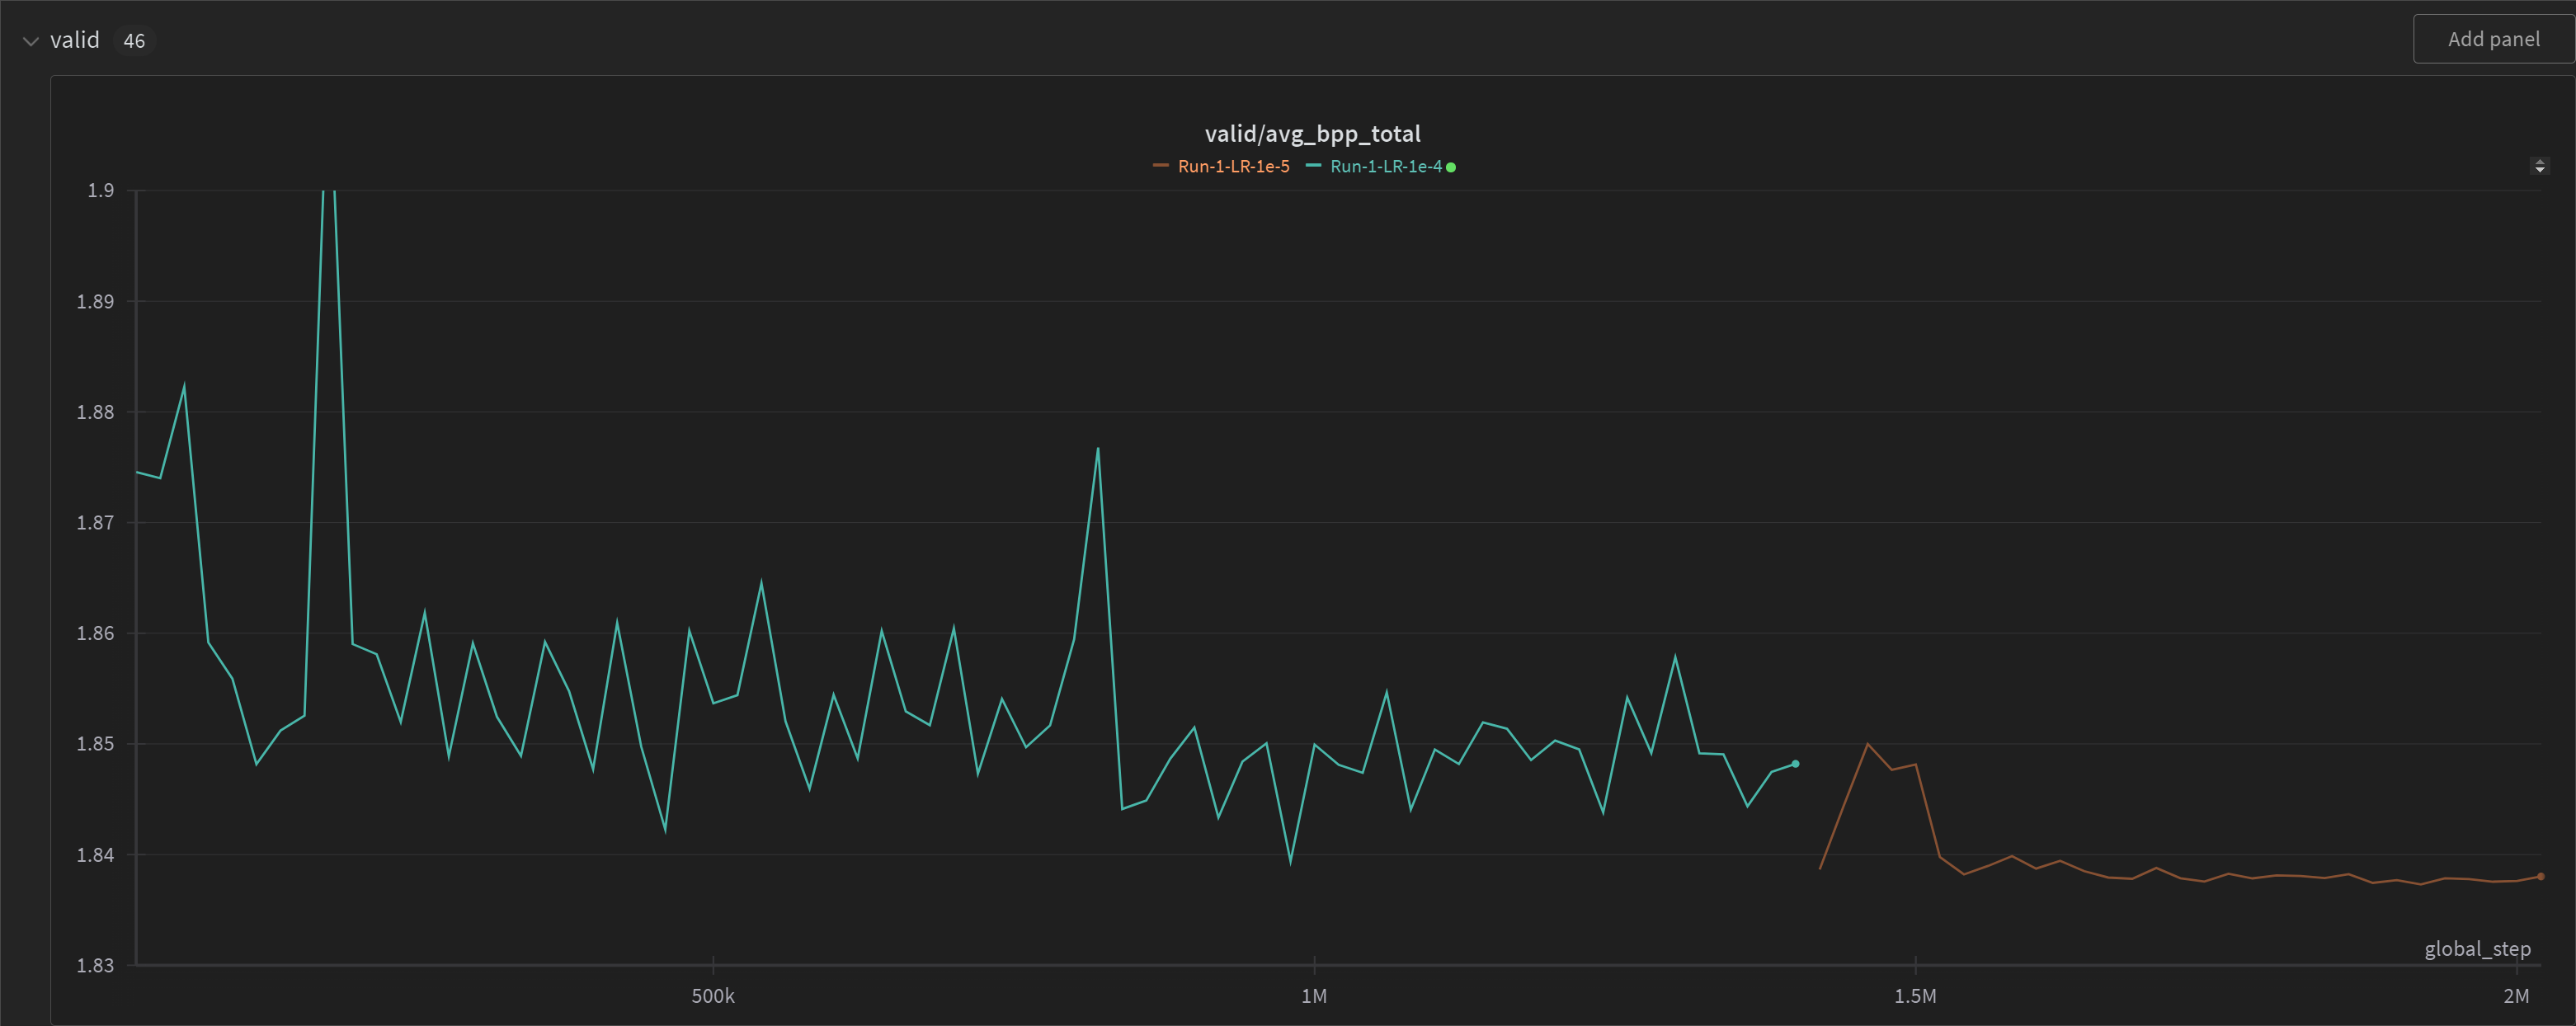 valid 46
Add panel
valid/avg_bpp_total
Run-1-LR-1e-5 Run-1-LR-1e-4
1.9
1.89
1.88
1.87
1.86
1.85
1.84
1.83
global_step
500k 1M 1.5M 2M